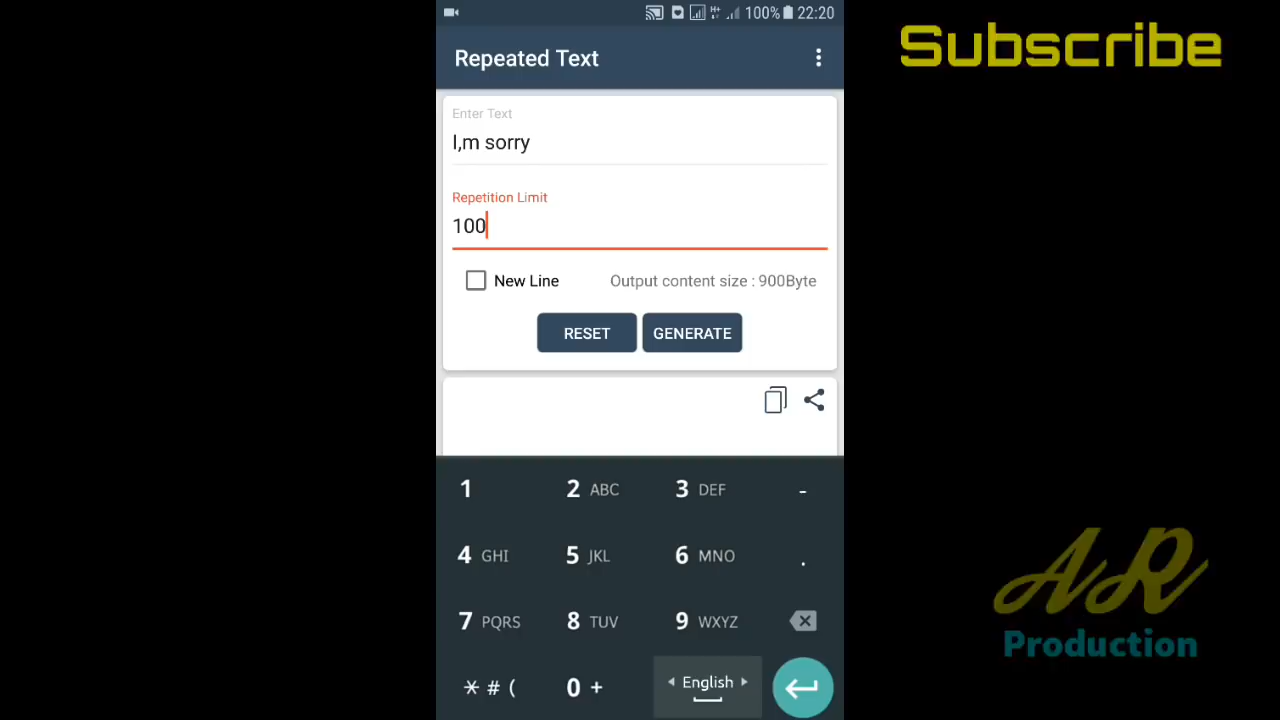 100% 22:20
Subscribe
Repeated Text
Enter Text
I,m sorry
Repetition Limit
100
New Line Output content size : 900Byte
RESET GENERATE
1 2 ABC 3 DEF -
4 GHI 5 JKL 6 MNO .
7 PQRS 8 TUV 9 WXYZ
* # ( 0 + English
AR
Production